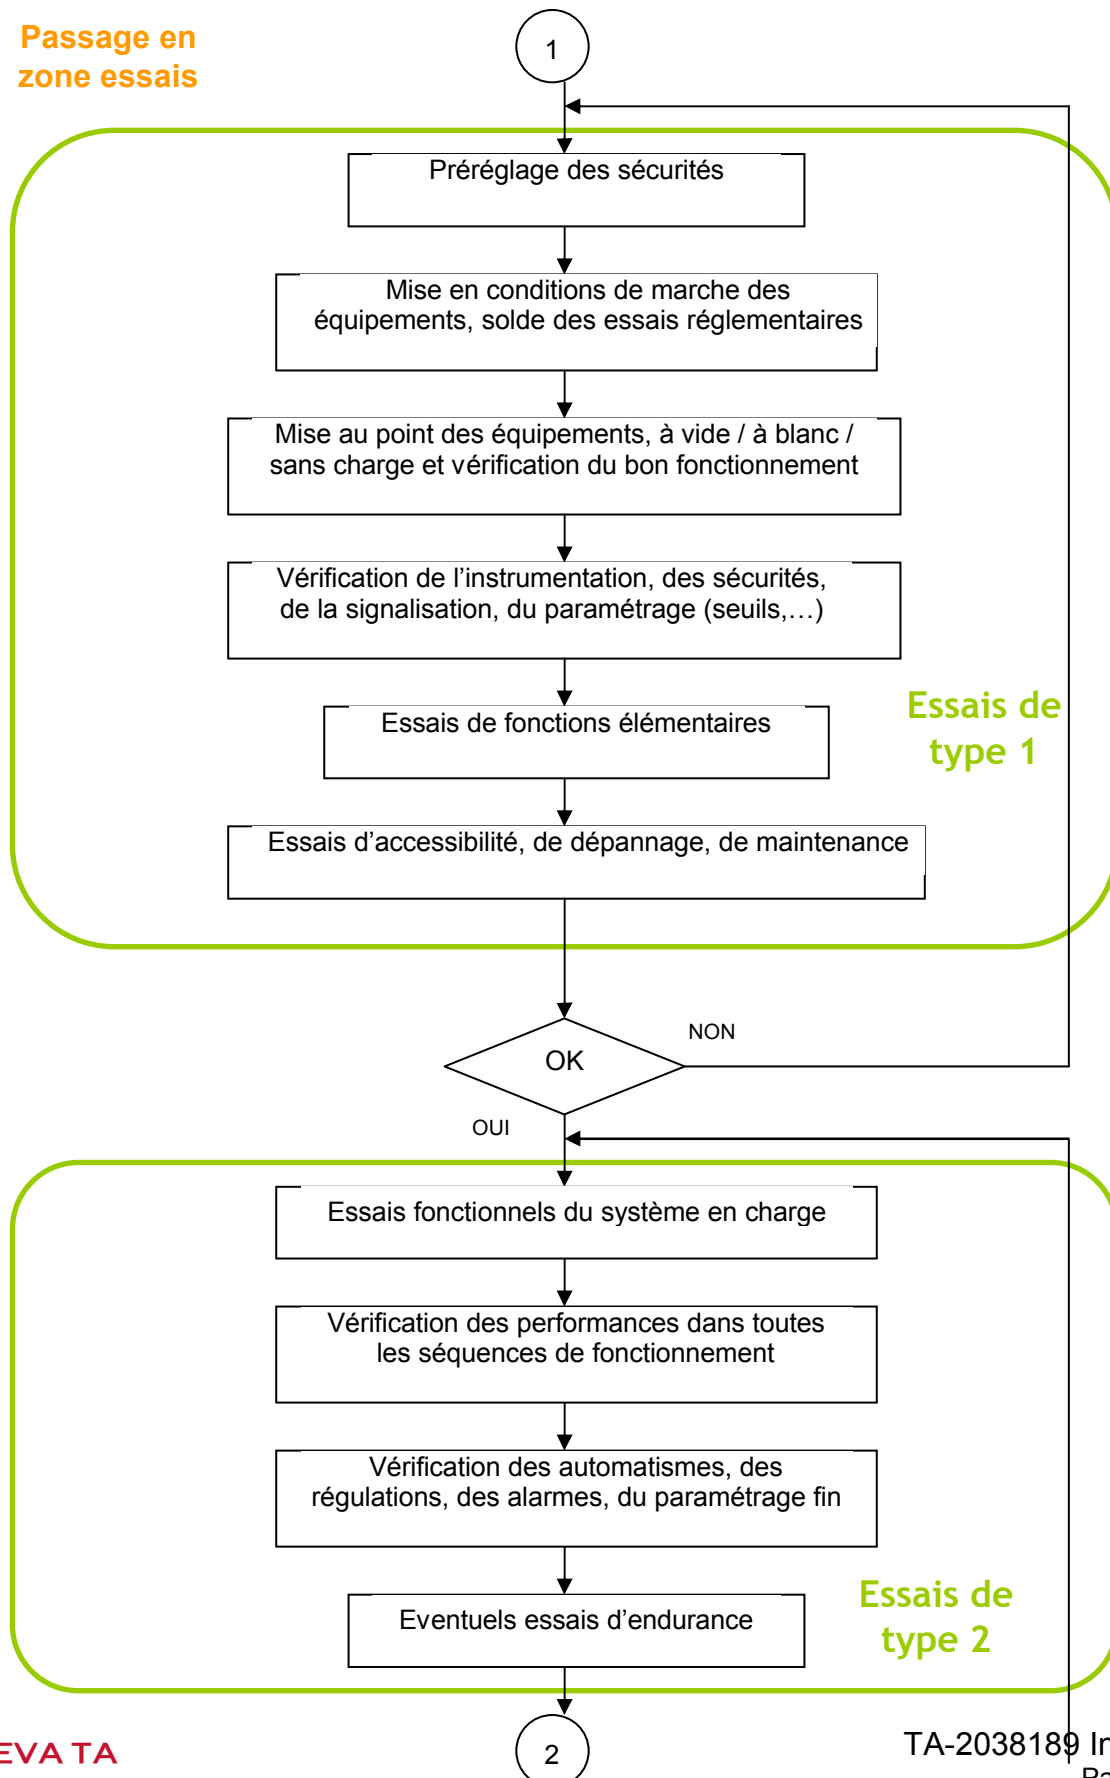 Passage en
zone essais
1
Préréglage des sécurités
Mise en conditions de marche des
équipements, solde des essais réglementaires
Mise au point des équipements, à vide / à blanc /
sans charge et vérification du bon fonctionnement
Vérification de l’instrumentation, des sécurités,
de la signalisation, du paramétrage (seuils,…)
Essais de fonctions élémentaires
Essais de
type 1
Essais d’accessibilité, de dépannage, de maintenance
OK
NON
OUI
Essais fonctionnels du système en charge
Vérification des performances dans toutes
les séquences de fonctionnement
Vérification des automatismes, des
régulations, des alarmes, du paramétrage fin
Eventuels essais d’endurance
Essais de
type 2
2
EVA TA
TA-2038189 In